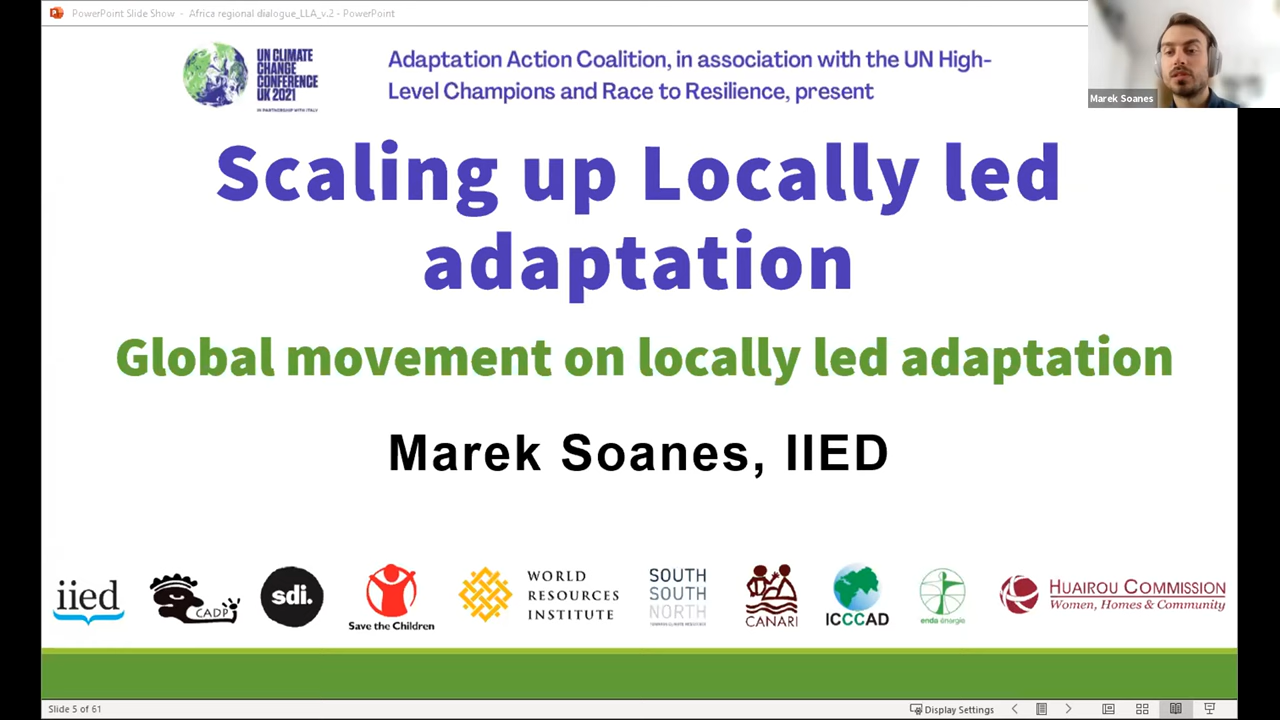 PowerPoint Slide Show - Africa regional dialogue_LLA_v.2 - PowerPoint
Marek Soanes
UN CLIMATE
CHANGE
CONFERENCE
UK 2021
IN PARTNERSHIP WITH ITALY
Adaptation Action Coalition, in association with the UN High-
Level Champions and Race to Resilience, present
Scaling up Locally led
adaptation
Global movement on locally led adaptation
Marek Soanes, IIED
iied
CADPI
sdi.
Save the Children
WORLD
RESOURCES
INSTITUTE
SOUTH
SOUTH
NORTH
CANARI
ICCCAD
enda énergie
HUAIROU COMMISSION
Women, Homes & Community
Slide 5 of 61
Display Settings